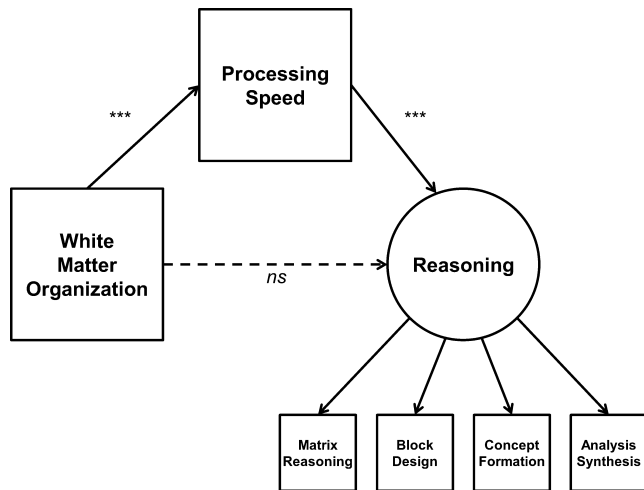 Processing
Speed
***
***
White
Matter
Organization
ns
Reasoning
Matrix
Reasoning
Block
Design
Concept
Formation
Analysis
Synthesis